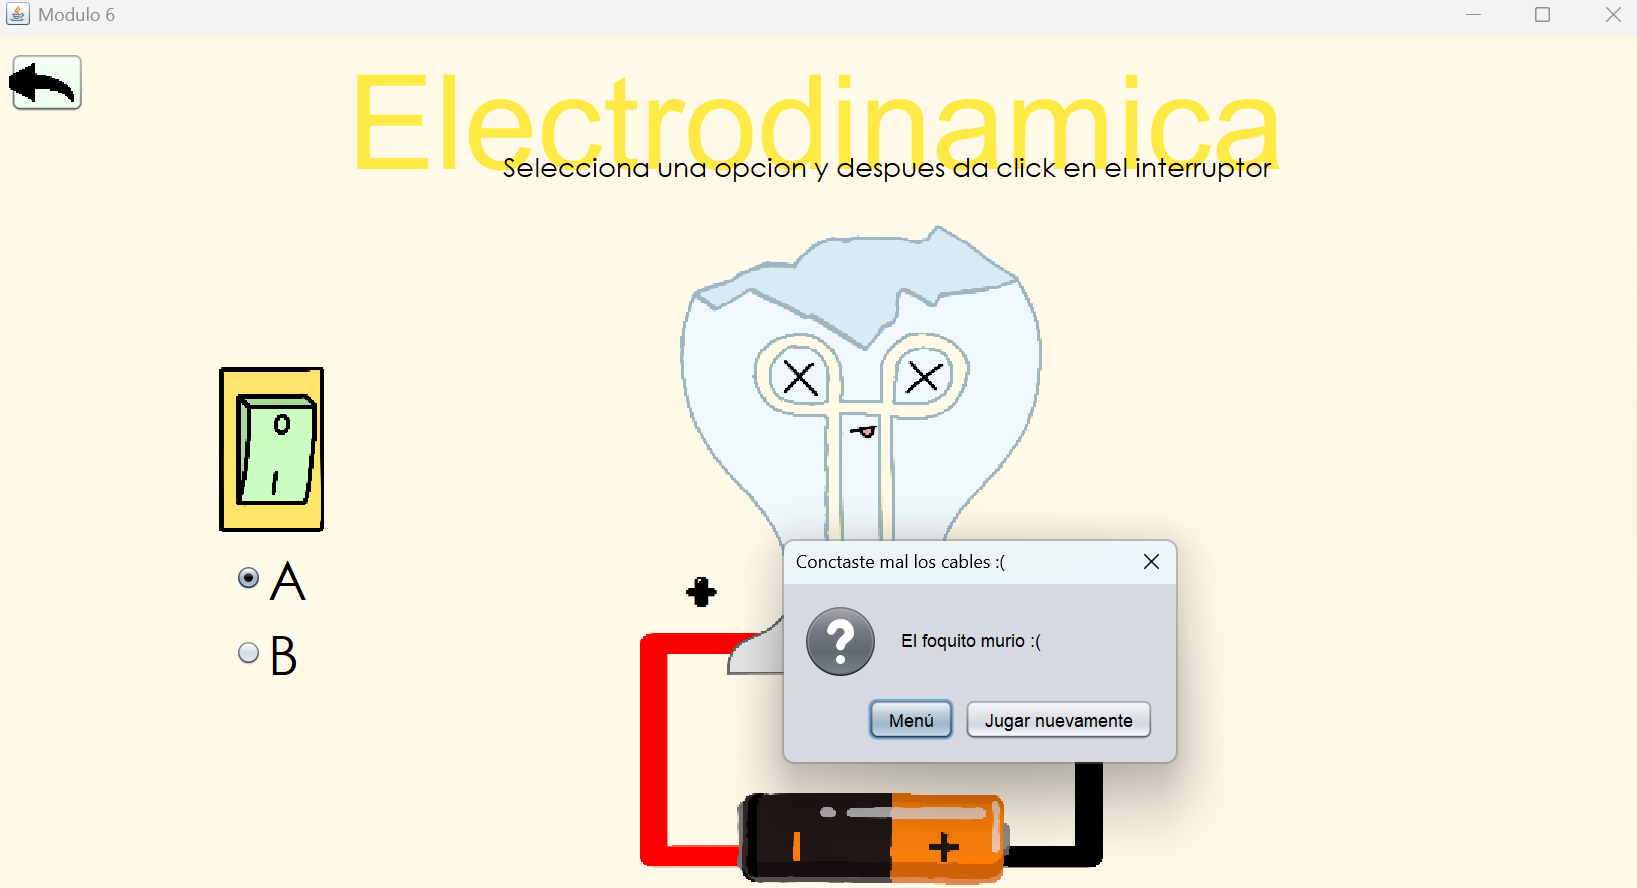 Modulo 6
Electrodinamica
Selecciona una opcion y despues da click en el interruptor
O
I
A
B
+
Conctaste mal los cables :(
?
El foquito murio :(
Menú
Jugar nuevamente
- +